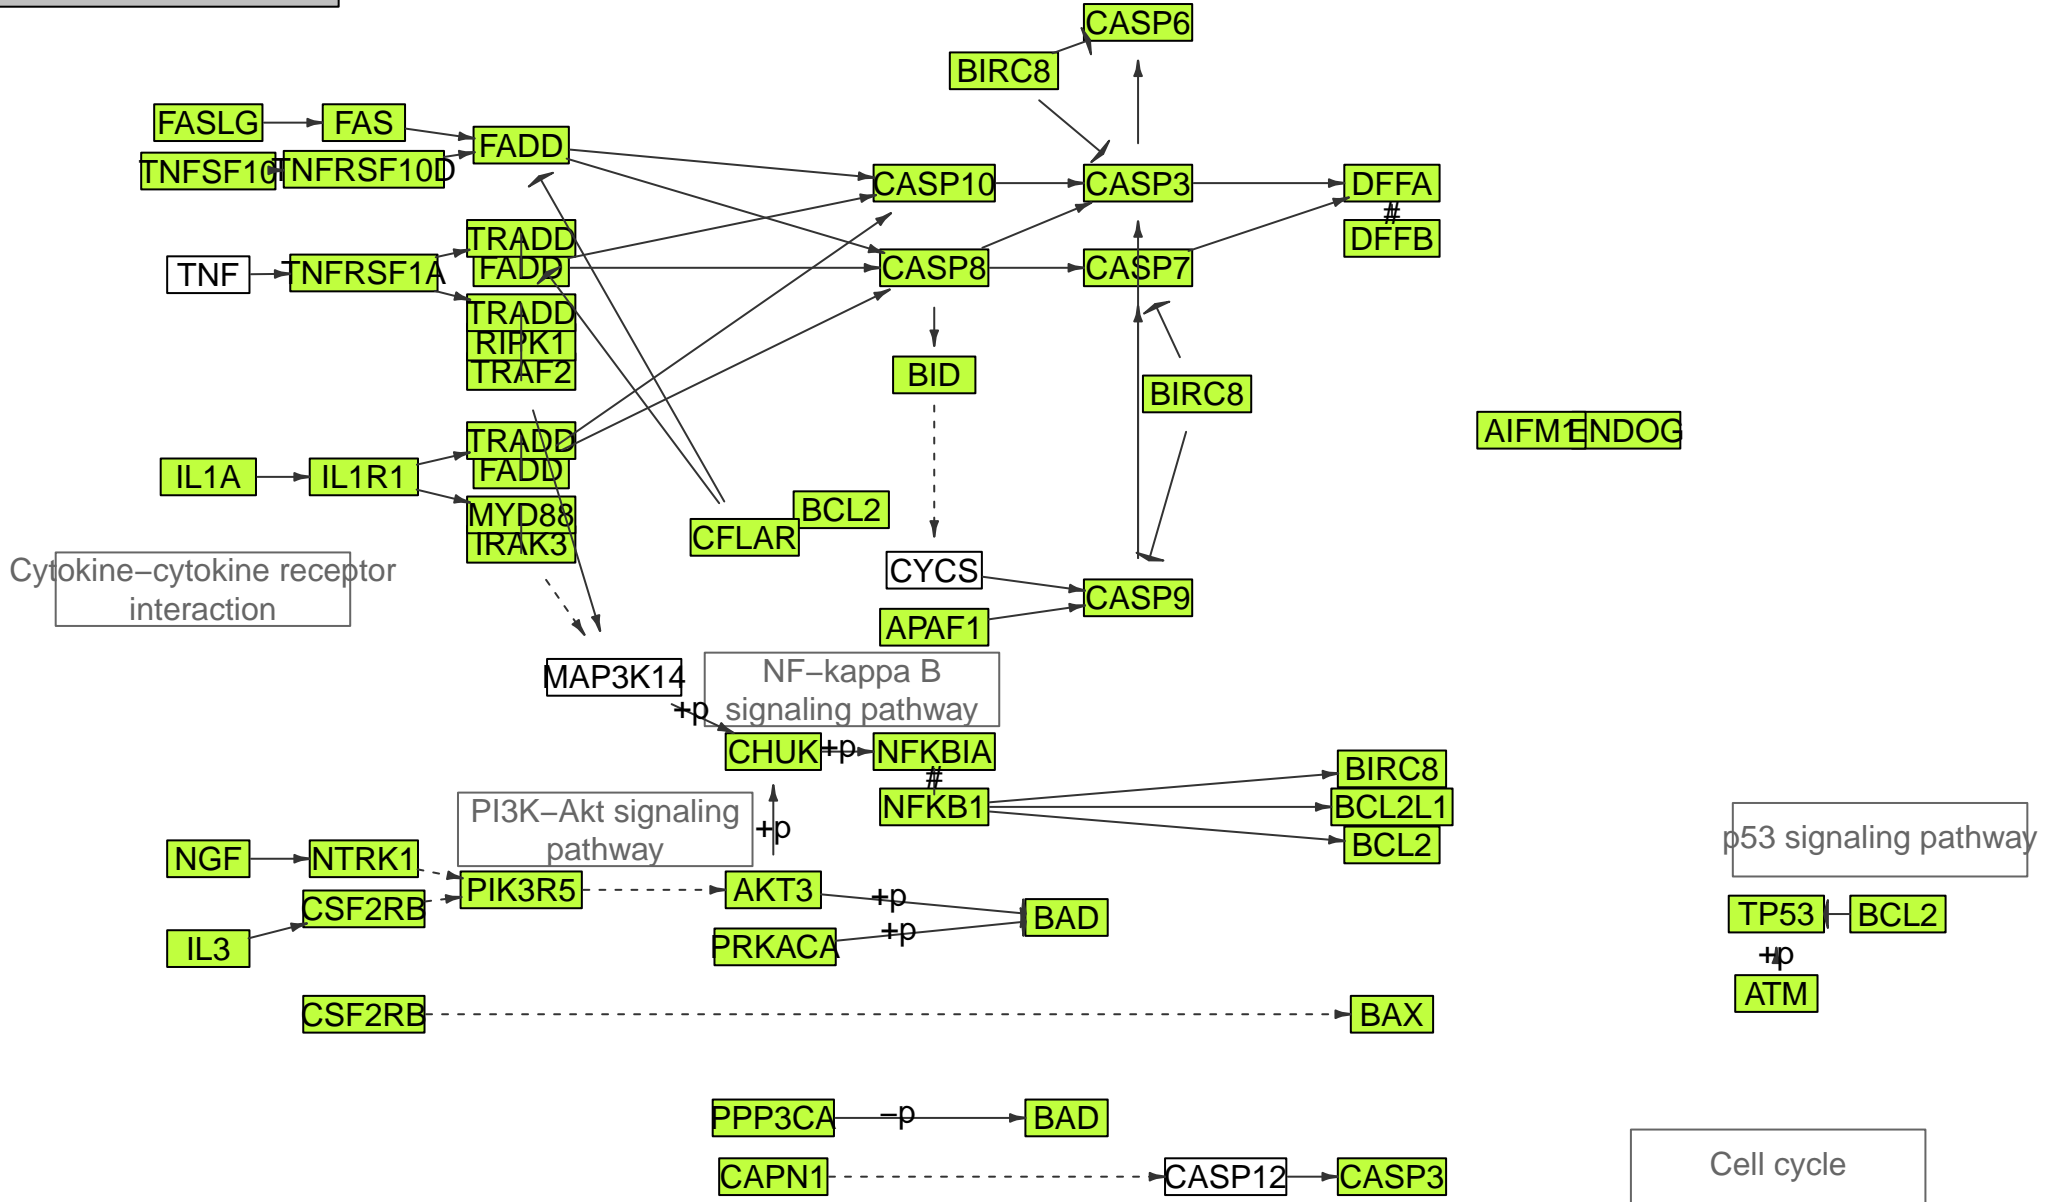 CASP6
BIRC8
FASLG
FAS
FADD
TNFSF10
TNFRSF10D
CASP10
CASP3
DFFA
#
DFFB
TRADD
FADD
TNF
TNFRSF1A
CASP8
CASP7
TRADD
RIPK1
TRAF2
BID
BIRC8
AIFM1
ENDOG
TRADD
FADD
IL1A
IL1R1
MYD88
IRAK3
BCL2
CFLAR
CYCS
CASP9
APAF1
Cytokine−cytokine receptor
interaction
MAP3K14
NF−kappa B
signaling pathway
+p
CHUK
+p
NFKBIA
#
NFKB1
BIRC8
BCL2L1
BCL2
PI3K−Akt signaling
pathway
+p
p53 signaling pathway
NGF
NTRK1
PIK3R5
AKT3
+p
CSF2RB
BAD
TP53
BCL2
IL3
PRKACA
+p
+p
ATM
CSF2RB
BAX
PPP3CA
−p
BAD
CAPN1
CASP12
CASP3
Cell cycle